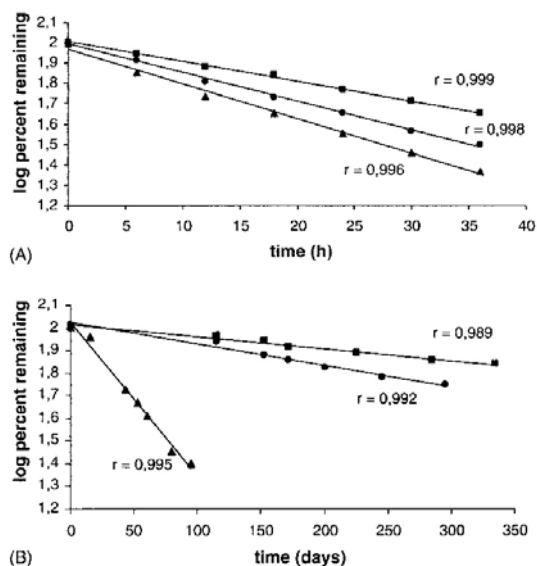 2,1
2
1,9
1,8
1,7
1,6
1,5
1,4
1,3
1,2
log percent remaining
r = 0,999
r = 0,998
r = 0,996
0 5 10 15 20 25 30 35 40
(A) time (h)
2,1
2
1,9
1,8
1,7
1,6
1,5
1,4
1,3
1,2
log percent remaining
r = 0,989
r = 0,992
r = 0,995
0 50 100 150 200 250 300 350
(B) time (days)